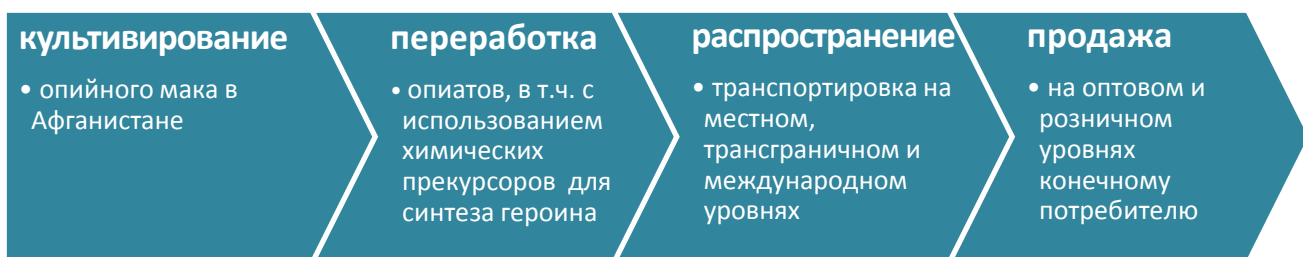 культивирование
• опийного мака в
Афганистане
переработка
• опиатов, в т.ч. с
использованием
химических
прекурсоров для
синтеза героина
распространение
• транспортировка на
местном,
трансграничном и
международном
уровнях
продажа
• на оптовом и
розничном
уровнях
конечному
потребителю